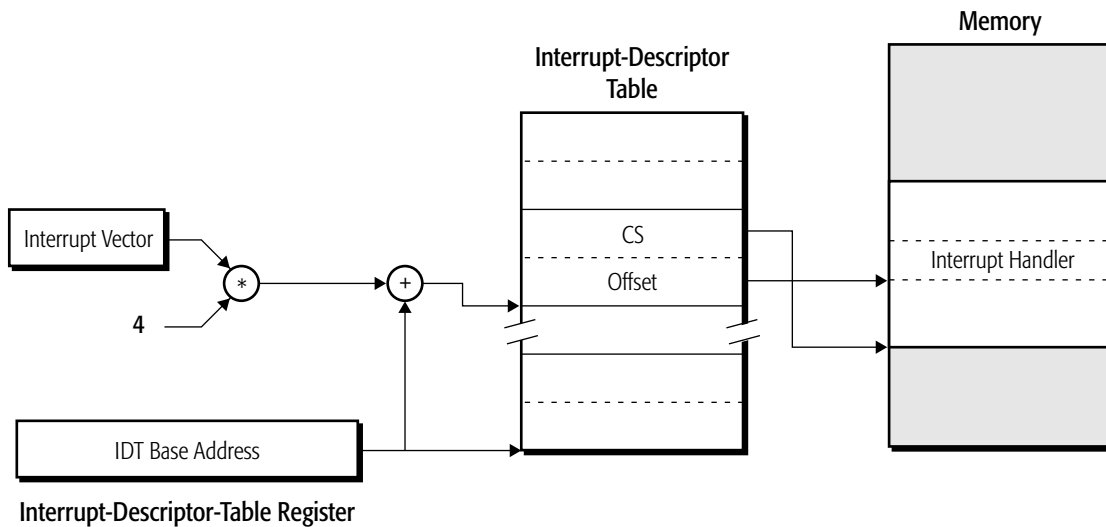 Memory
Interrupt-Descriptor
Table
Interrupt Vector
CS
*
+
Offset
Interrupt Handler
4
IDT Base Address
Interrupt-Descriptor-Table Register